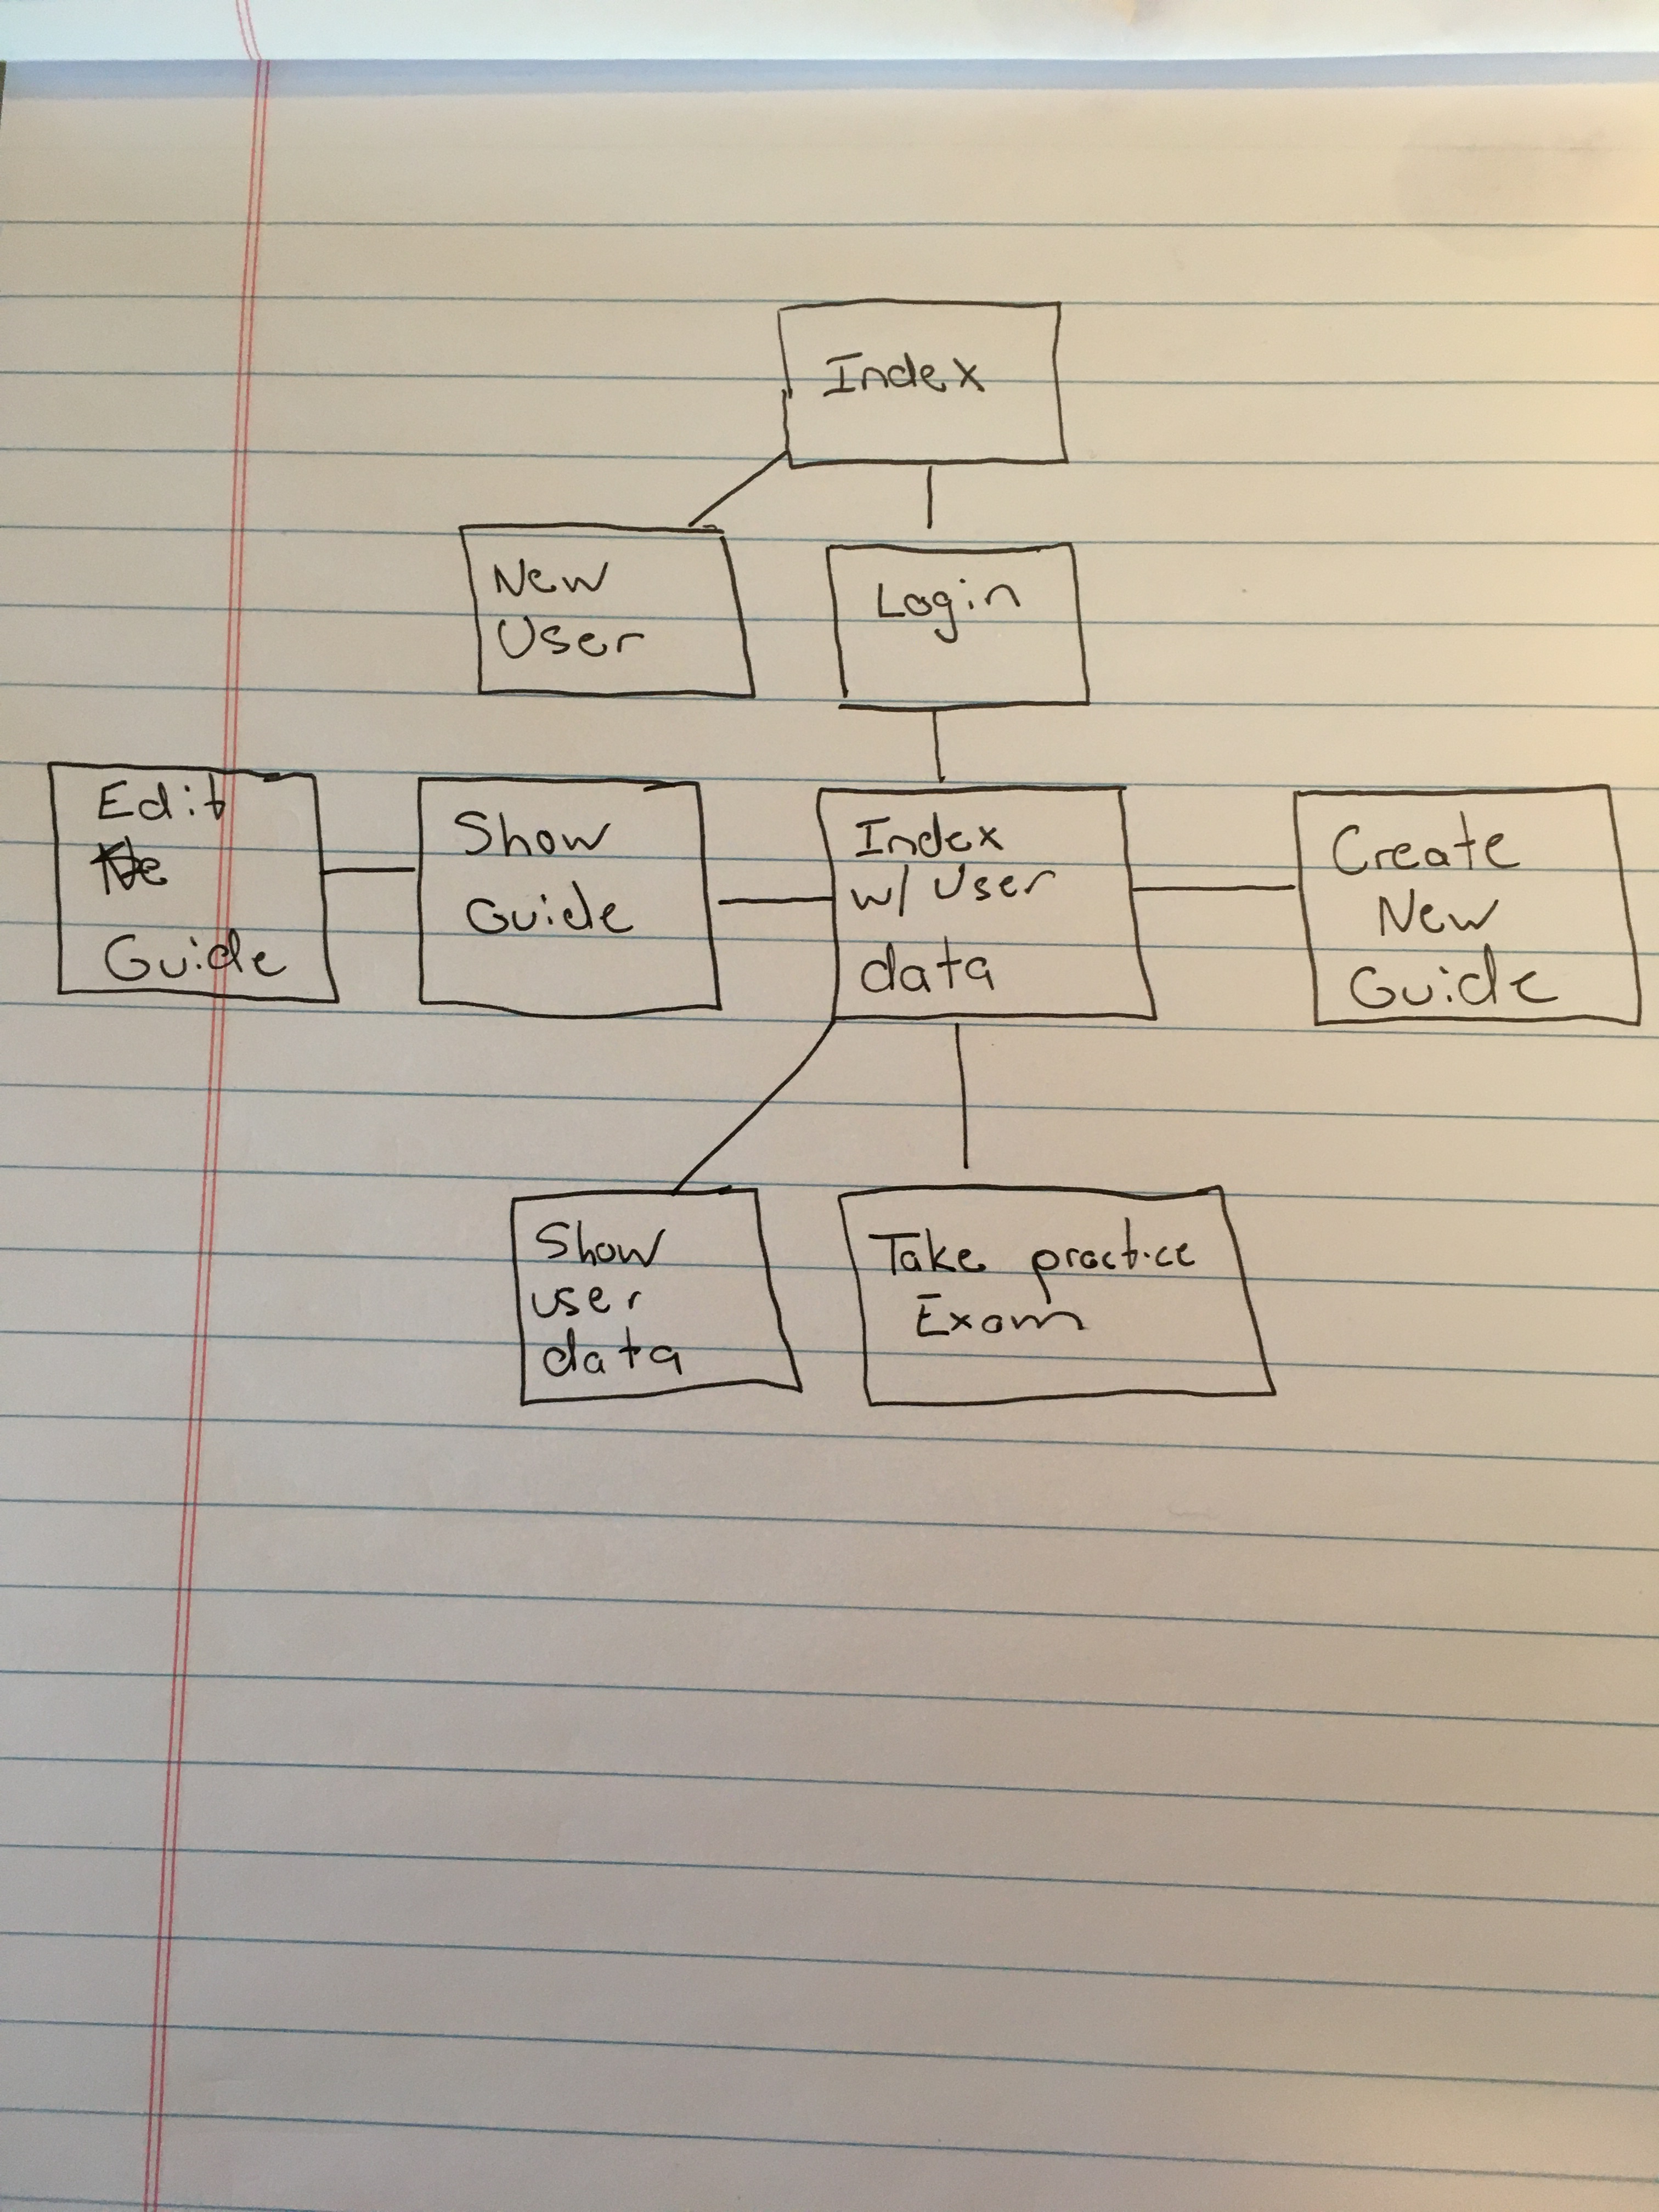 Index
New
User
Login
Edit
Guide
Show
Guide
Index
w/ User
data
Create
New
Guide
Show
user
data
Take practice
Exam